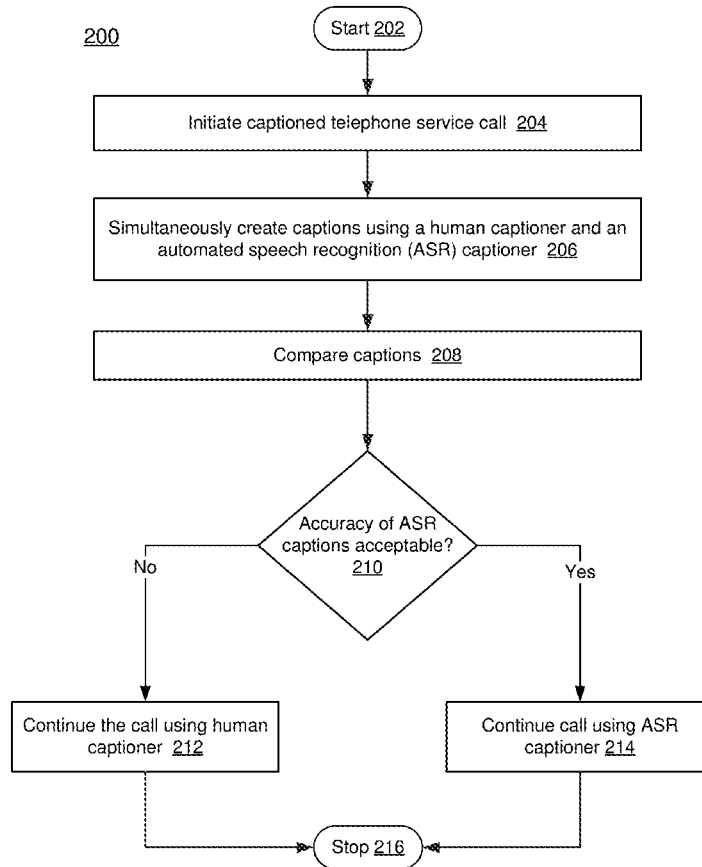 200
Start 202
Initiate captioned telephone service call 204
Simultaneously create captions using a human captioner and an
automated speech recognition (ASR) captioner 206
Compare captions 208
Accuracy of ASR
captions acceptable?
210
No
Yes
Continue the call using human
captioner 212
Continue call using ASR
captioner 214
Stop 216